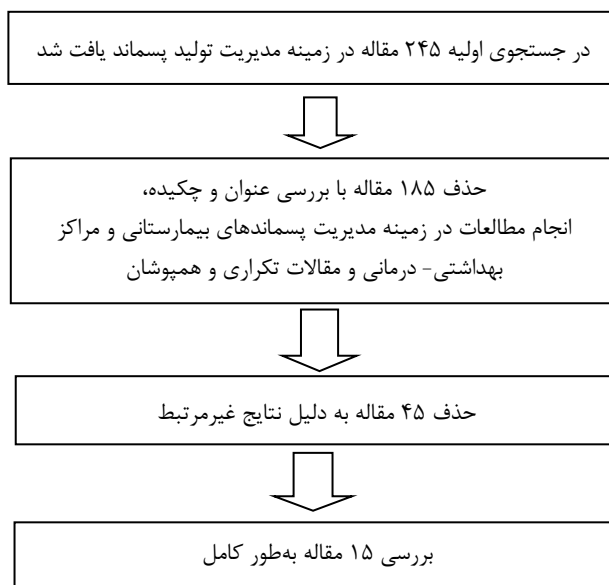 در جستجوی اولیه ۲۴۵ مقاله در زمینه مدیریت تولید پسماند یافت شد
حذف ۱۸۵ مقاله با بررسی عنوان و چکیده،
انجام مطالعات در زمینه مدیریت پسماندهای بیمارستانی و مراکز
بهداشتی- درمانی و مقالات تکراری و همپوشان
حذف ۴۵ مقاله به دلیل نتایج غیرمرتبط
بررسی ۱۵ مقاله به‌طور کامل